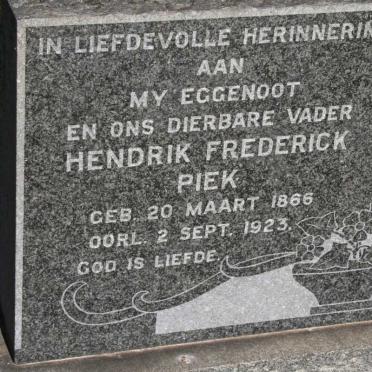 IN LIEFDEVOLLE HERINNERIN
AAN
MY EGGENOOT
EN ONS DIERBARE VADER
HENDRIK FREDERICK
PIEK
GEB. 20 MAART 1866
OORL. 2 SEPT. 1923.
GOD IS LIEFDE.